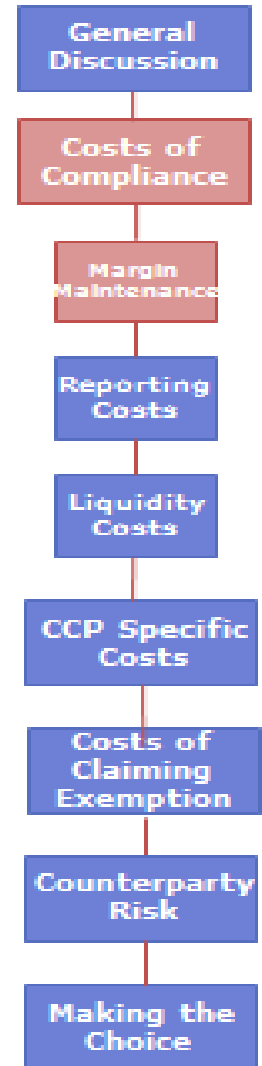 General
Discussion
Costs of
Compliance
Margin
Maintenance
Reporting
Costs
Liquidity
Costs
CCP Specific
Costs
Costs of
Claiming
Exemption
Counterparty
Risk
Making the
Choice